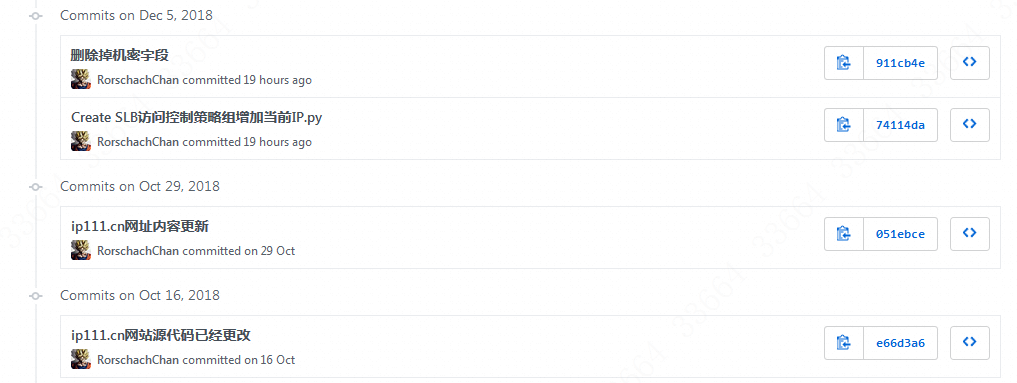 Commits on Dec 5, 2018
删除掉机密字段
911cb4e
RorschachChan committed 19 hours ago
Create SLB访问控制策略组增加当前IP.py
74114da
RorschachChan committed 19 hours ago
Commits on Oct 29, 2018
ip111.cn网址内容更新
051ebce
RorschachChan committed on 29 Oct
Commits on Oct 16, 2018
ip111.cn网站源代码已经更改
e66d3a6
RorschachChan committed on 16 Oct